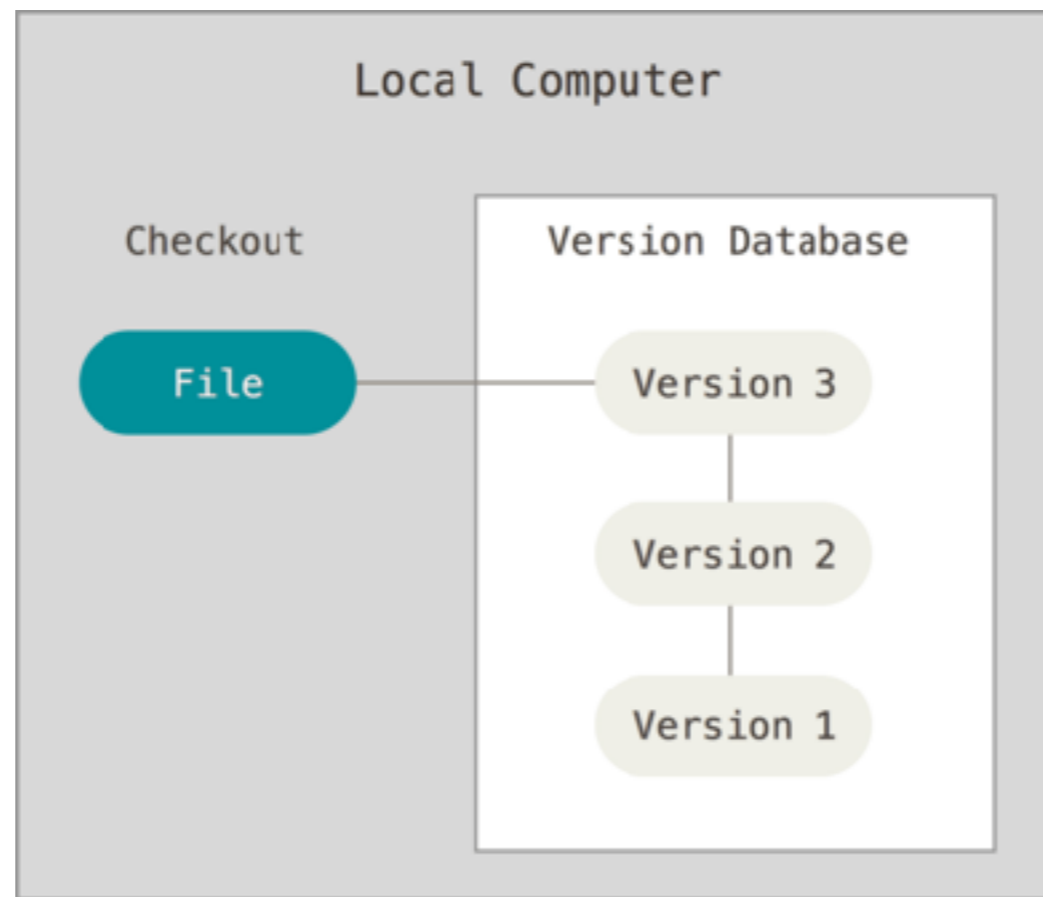 Local Computer
Checkout
Version Database
File
Version 3
Version 2
Version 1